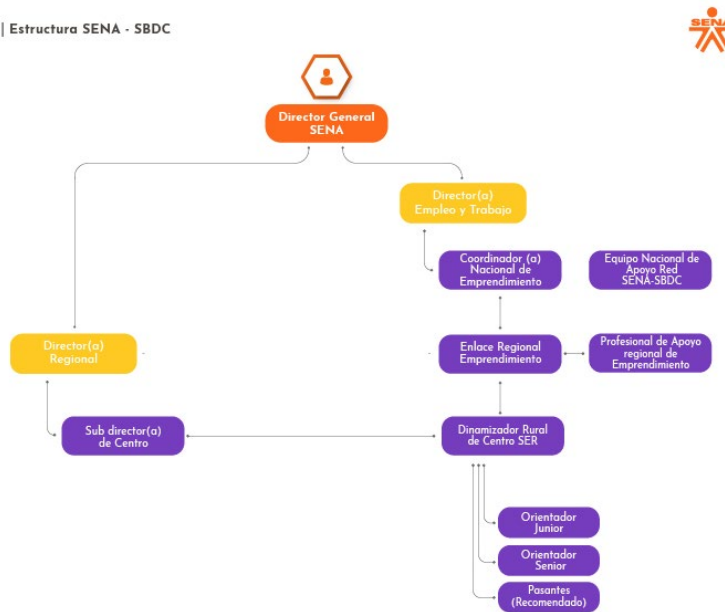 | Estructura SENA - SBDC
SENA
Director General
SENA
Director(a)
Empleo y Trabajo
Coordinador (a)
Nacional de
Emprendimiento
Equipo Nacional de
Apoyo Red
SENA-SBDC
Director(a)
Regional
Enlace Regional
Emprendimiento
Profesional de Apoyo
regional de
Emprendimiento
Sub director(a)
de Centro
Dinamizador Rural
de Centro SER
Orientador
Junior
Orientador
Senior
Pasantes
(Recomendado)